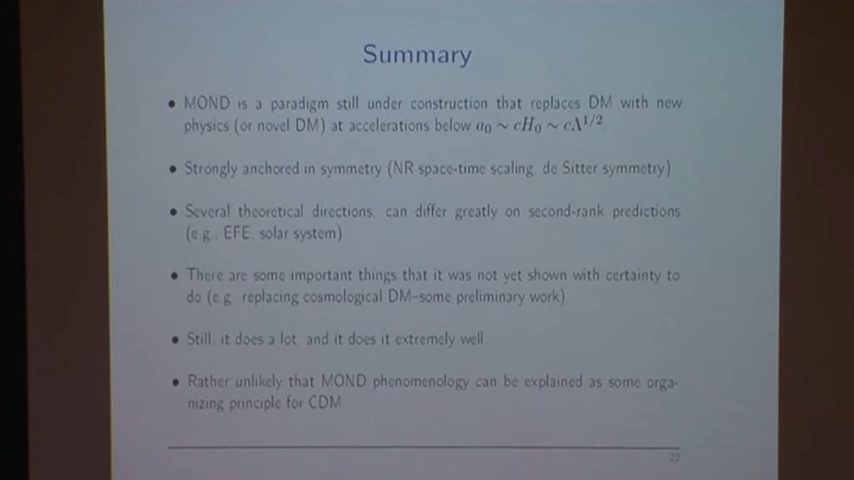 Summary
• MOND is a paradigm still under construction that replaces DM with new
physics (or novel DM) at accelerations below a₀ ∼ cH₀ ∼ cΛ^{1/2}
• Strongly anchored in symmetry (NR space-time scaling, de Sitter symmetry)
• Several theoretical directions, can differ greatly on second-rank predictions
(e.g., EFE, solar system)
• There are some important things that it was not yet shown with certainty to
do (e.g. replacing cosmological DM–some preliminary work).
• Still, it does a lot, and it does it extremely well
• Rather unlikely that MOND phenomenology can be explained as some orga-
nizing principle for CDM
22